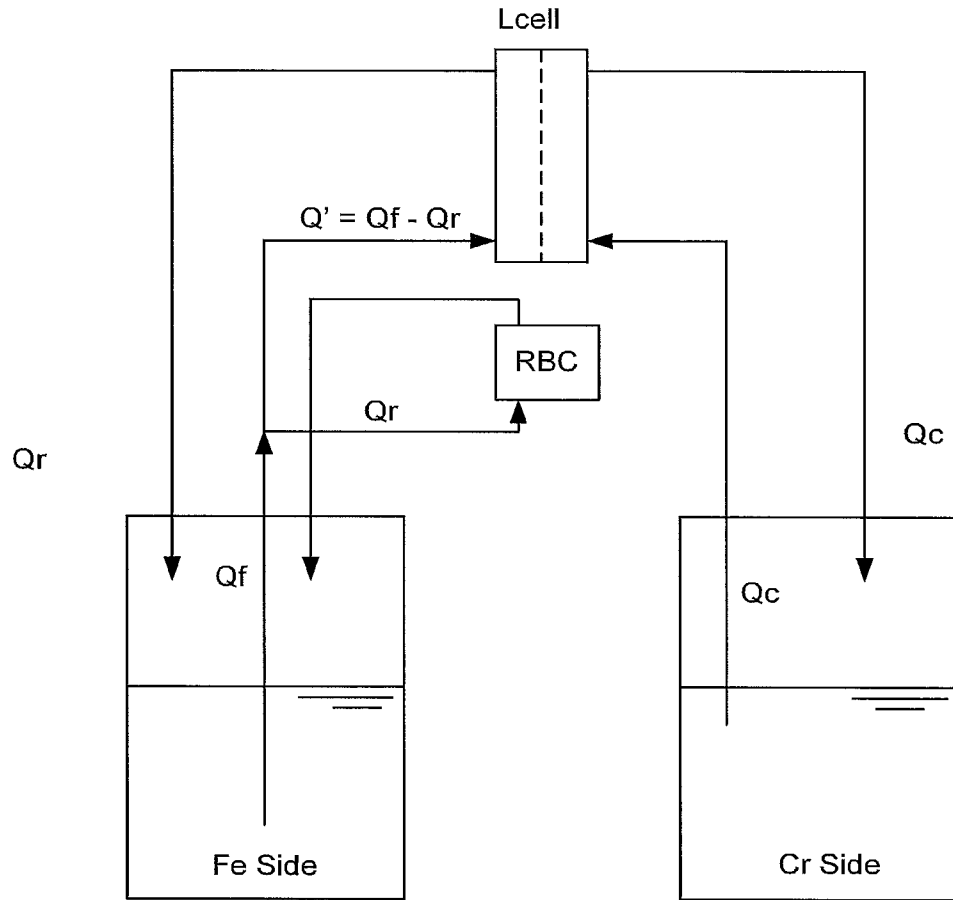 Lcell
Q' = Qf - Qr
RBC
Qr
Qr
Qc
Qf
Qc
Fe Side
Cr Side